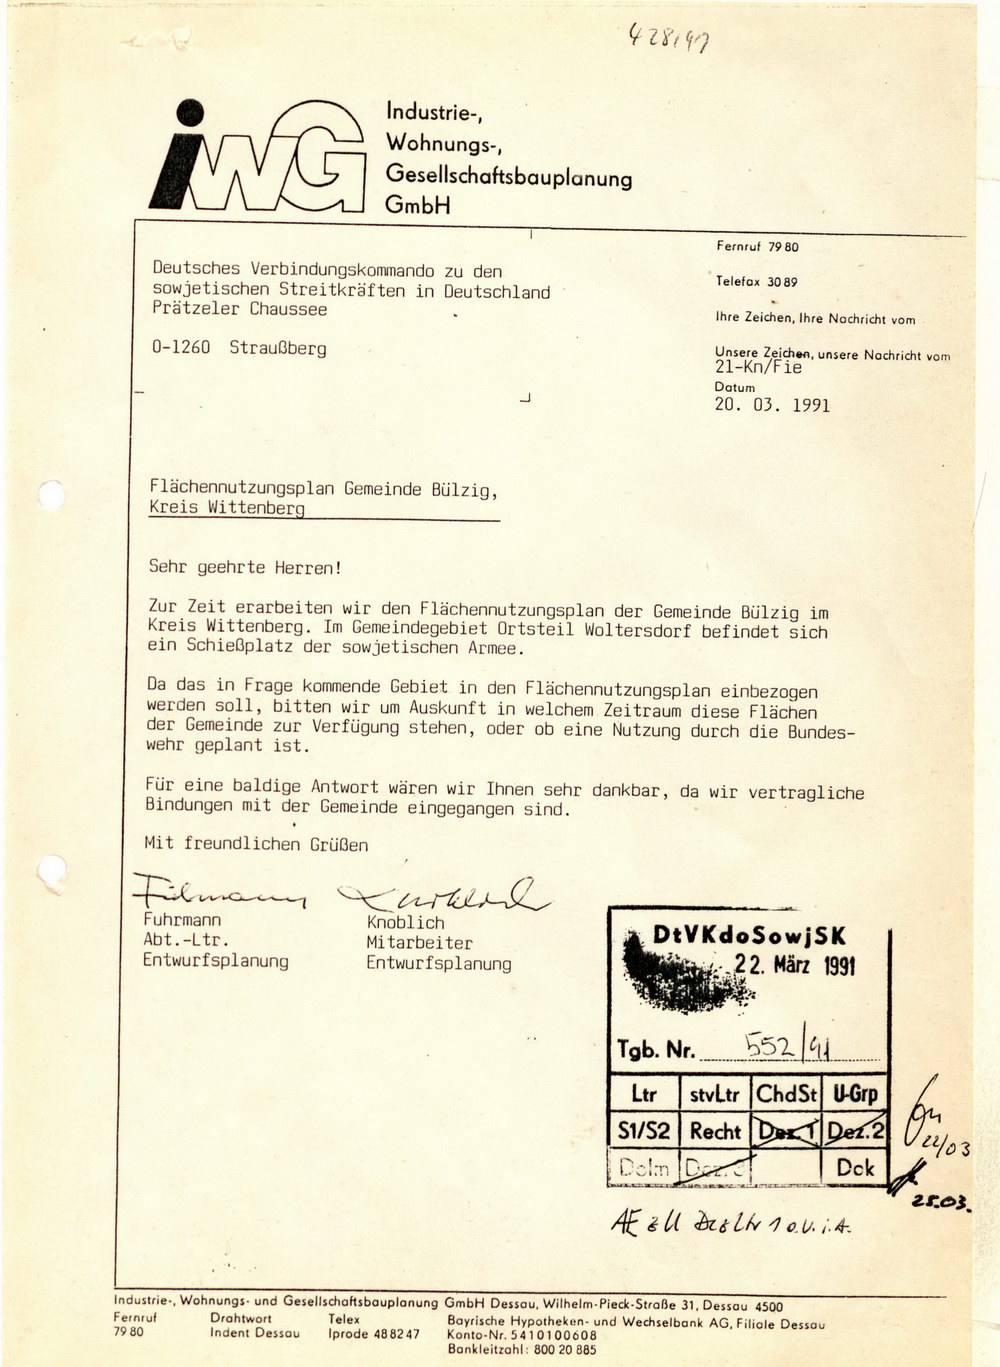 428/91
iwG
Industrie-,
Wohnungs-,
Gesellschaftsbauplanung
GmbH
Deutsches Verbindungskommando zu den
sowjetischen Streitkräften in Deutschland
Prätzeler Chaussee
O-1260 Straußberg
Fernruf 79 80
Telefax 30 89
Ihre Zeichen, Ihre Nachricht vom
Unsere Zeichen, unsere Nachricht vom
21-Kn/Fie
Datum
20. 03. 1991
Flächennutzungsplan Gemeinde Bülzig,
Kreis Wittenberg
Sehr geehrte Herren!
Zur Zeit erarbeiten wir den Flächennutzungsplan der Gemeinde Bülzig im
Kreis Wittenberg. Im Gemeindegebiet Ortsteil Woltersdorf befindet sich
ein Schießplatz der sowjetischen Armee.
Da das in Frage kommende Gebiet in den Flächennutzungsplan einbezogen
werden soll, bitten wir um Auskunft in welchem Zeitraum diese Flächen
der Gemeinde zur Verfügung stehen, oder ob eine Nutzung durch die Bundes-
wehr geplant ist.
Für eine baldige Antwort wären wir Ihnen sehr dankbar, da wir vertragliche
Bindungen mit der Gemeinde eingegangen sind.
Mit freundlichen Grüßen
Fuhrmann Knoblich
Abt.-Ltr. Mitarbeiter
Entwurfsplanung Entwurfsplanung
DtVKdoSowjSK
22. März 1991
Tgb. Nr. 552/91
Ltr stvLtr ChdSt U-Grp
S1/S2 Recht Dez. 1 Dez. 2
Dolm Dez. 3 Dck
22/03
25.03.
Industrie-, Wohnungs- und Gesellschaftsbauplanung GmbH Dessau, Wilhelm-Pieck-Straße 31, Dessau 4500
Fernruf Drahtwort Telex Bayrische Hypotheken- und Wechselbank AG, Filiale Dessau
79 80 Indent Dessau Iprode 488247 Konto-Nr. 5410100608
Bankleitzahl: 800 20 885